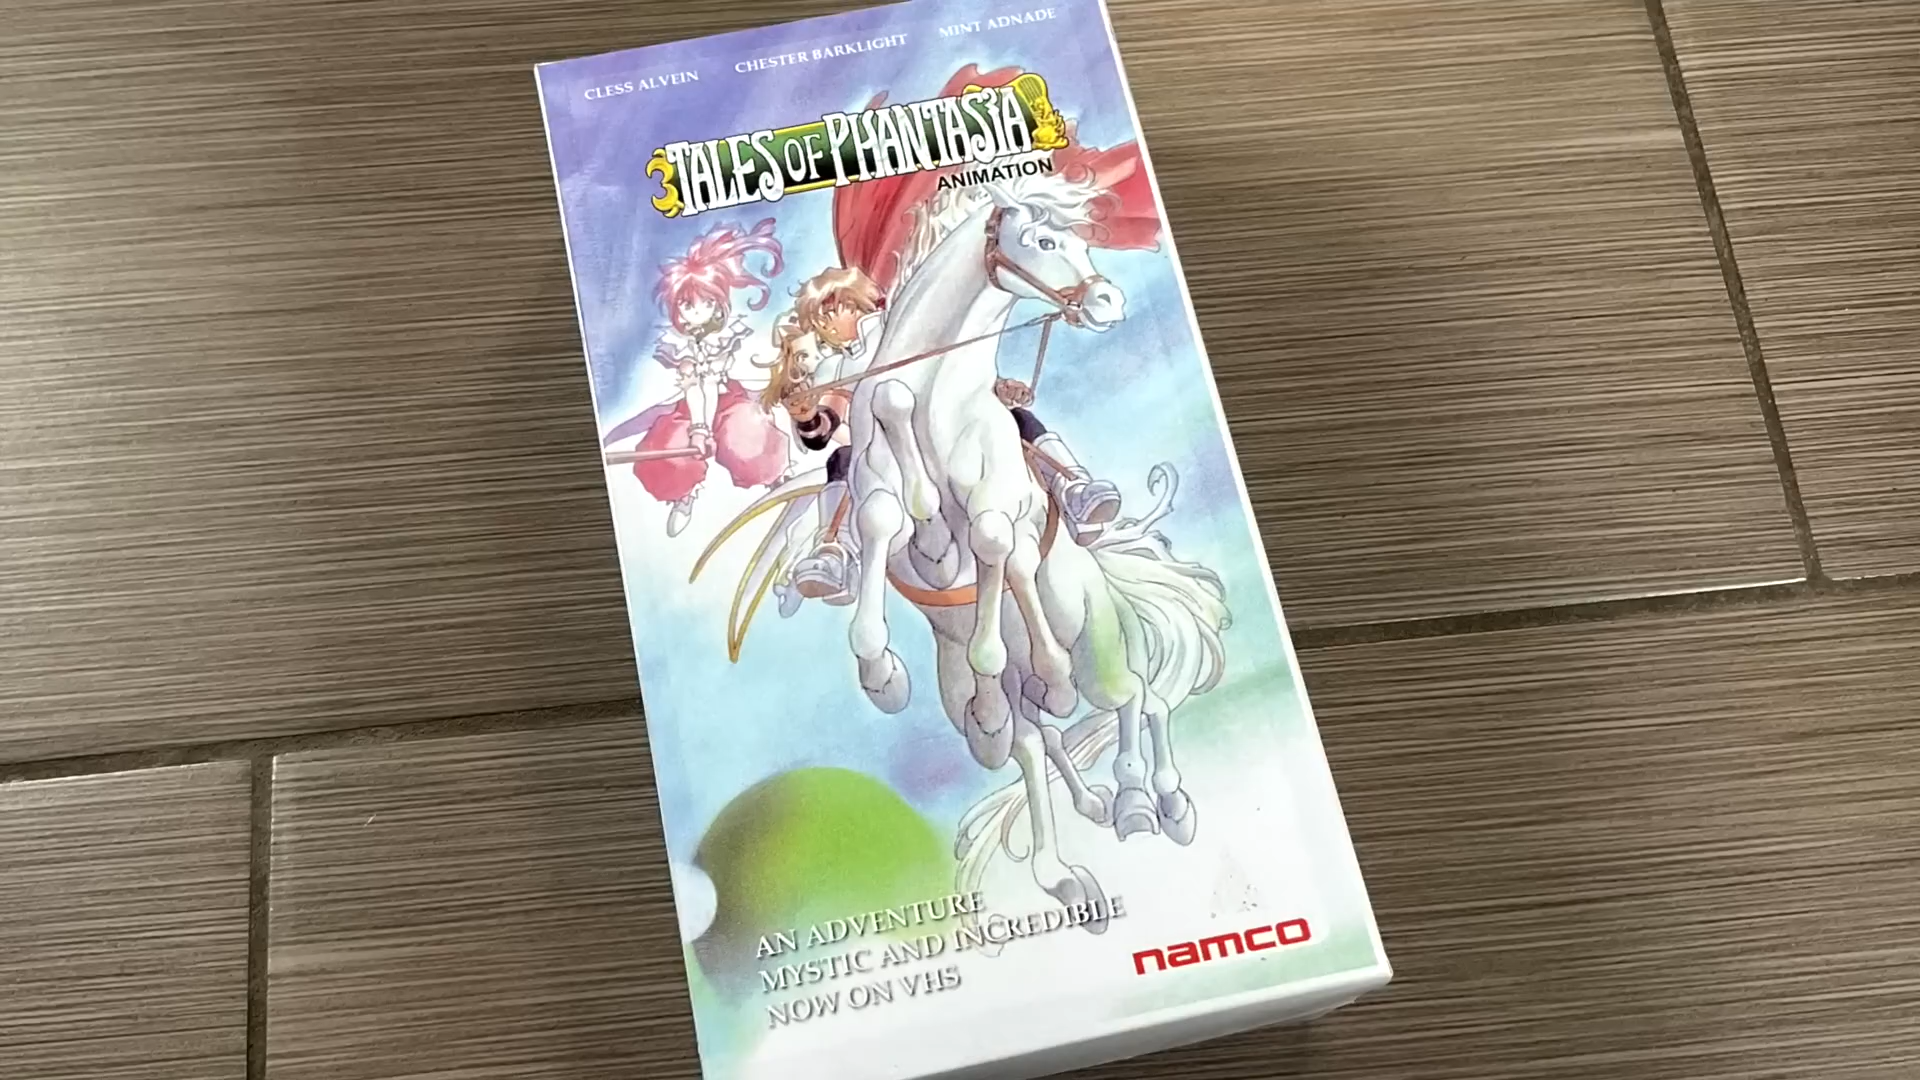 CLESS ALVEIN
CHESTER BARKLIGHT
MINT ADNADE
TALES OF PHANTASIA
ANIMATION
AN ADVENTURE
MYSTIC AND INCREDIBLE
NOW ON VHS
namco